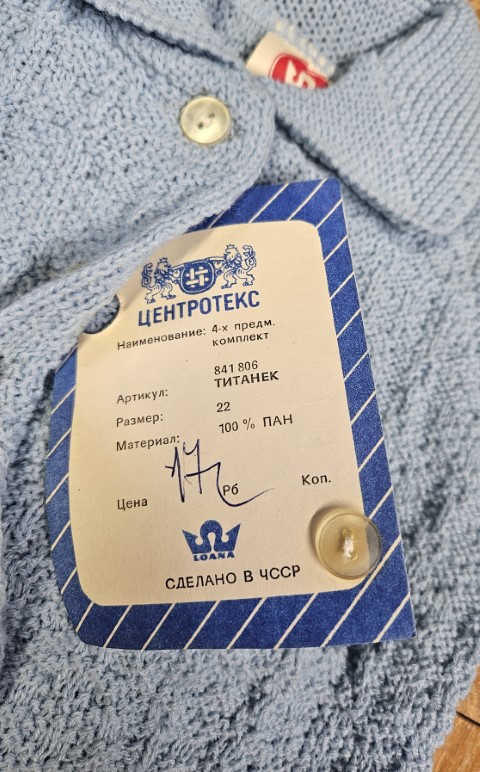 ЦЕНТРОТЕКС
Наименование: 4-х предм.
комплект
841 806
Артикул: ТИТАНЕК
Размер: 22
Материал: 100 % ПАН
Цена 17 Рб Коп.
LOANA
СДЕЛАНО В ЧССР